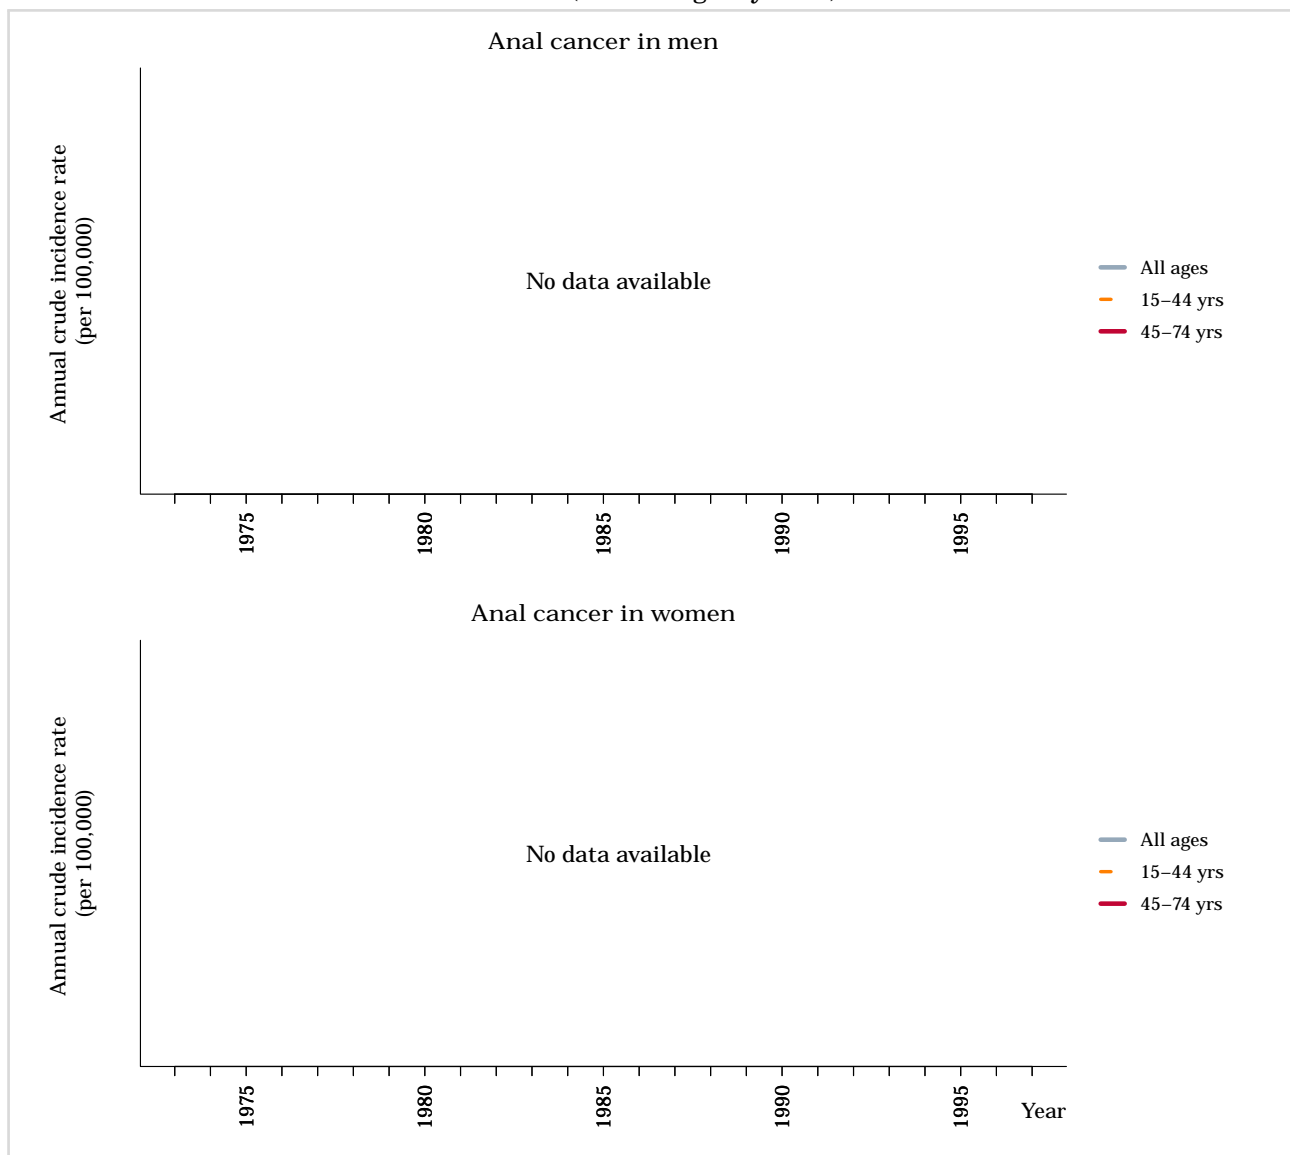 Anal cancer in men
Annual crude incidence rate
(per 100,000)
No data available
All ages
15–44 yrs
45–74 yrs
1975
1980
1985
1990
1995
Anal cancer in women
Annual crude incidence rate
(per 100,000)
No data available
All ages
15–44 yrs
45–74 yrs
1975
1980
1985
1990
1995
Year